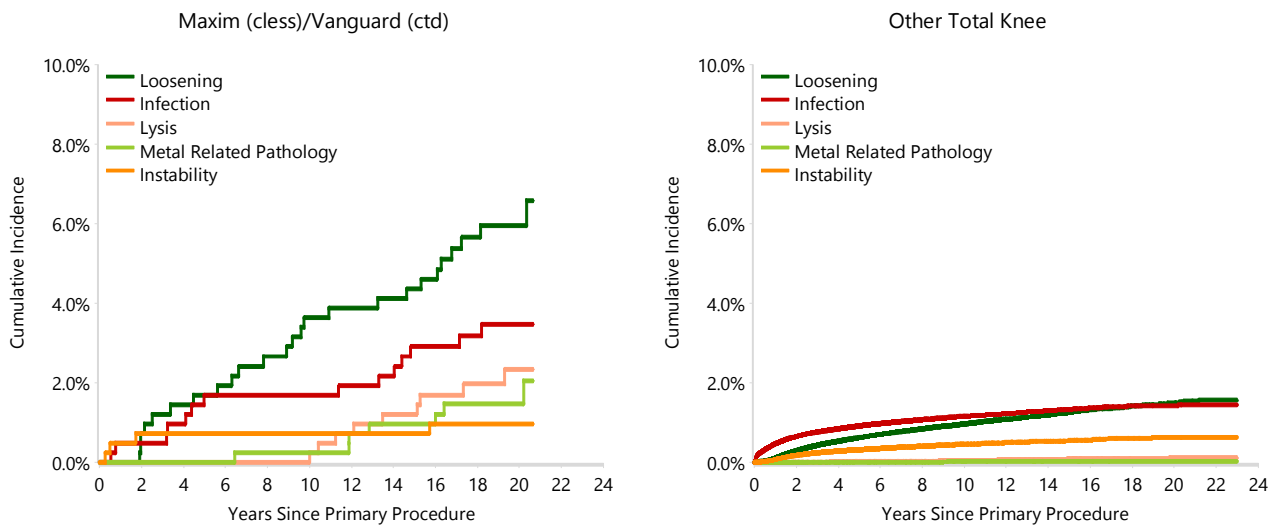 Maxim (cless)/Vanguard (ctd)
10.0%
8.0%
6.0%
4.0%
2.0%
0.0%
Cumulative Incidence
Loosening
Infection
Lysis
Metal Related Pathology
Instability
0 2 4 6 8 10 12 14 16 18 20 22 24
Years Since Primary Procedure
Other Total Knee
10.0%
8.0%
6.0%
4.0%
2.0%
0.0%
Cumulative Incidence
Loosening
Infection
Lysis
Metal Related Pathology
Instability
0 2 4 6 8 10 12 14 16 18 20 22 24
Years Since Primary Procedure